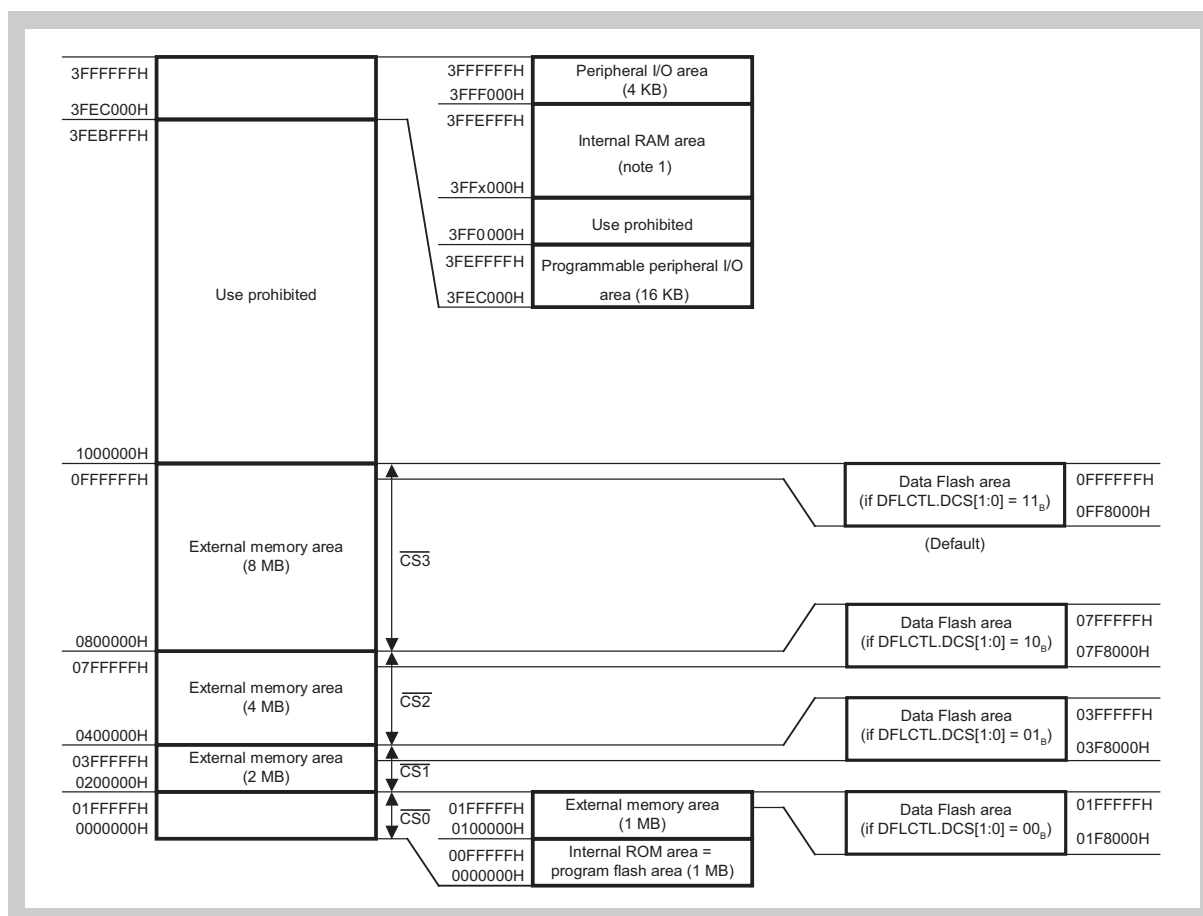 3FFFFFFH
3FEC000H
3FEBFFFH
Use prohibited
1000000H
0FFFFFFH
External memory area
(8 MB)
CS3
0800000H
07FFFFFH
External memory area
(4 MB)
CS2
0400000H
03FFFFFH
External memory area
(2 MB)
CS1
0200000H
01FFFFFH
CS0
0000000H
3FFFFFFH
Peripheral I/O area
(4 KB)
3FFF000H
3FFEFFFH
Internal RAM area
(note 1)
3FFx000H
Use prohibited
3FF0000H
3FEFFFFH
Programmable peripheral I/O
area (16 KB)
3FEC000H
01FFFFFH
External memory area
(1 MB)
0100000H
00FFFFFH
Internal ROM area =
program flash area (1 MB)
0000000H
Data Flash area
(if DFLCTL.DCS[1:0] = 11B)
0FFFFFFH
0FF8000H
(Default)
Data Flash area
(if DFLCTL.DCS[1:0] = 10B)
07FFFFFH
07F8000H
Data Flash area
(if DFLCTL.DCS[1:0] = 01B)
03FFFFFH
03F8000H
Data Flash area
(if DFLCTL.DCS[1:0] = 00B)
01FFFFFH
01F8000H